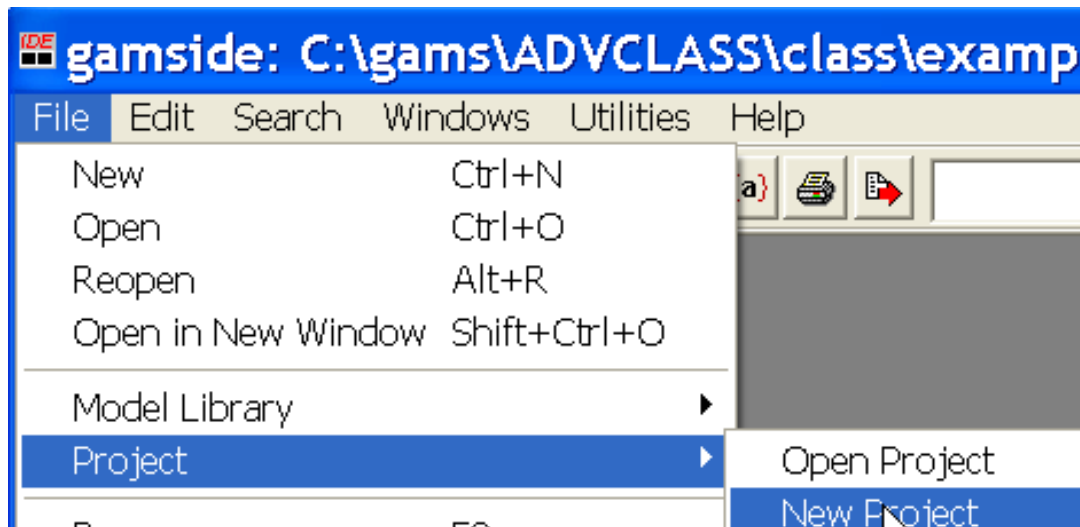 IDE gamside: C:\gams\ADVCLASS\class\examp
File Edit Search Windows Utilities Help
New Ctrl+N
{a}
Open Ctrl+O
Reopen Alt+R
Open in New Window Shift+Ctrl+O
Model Library
Project
Open Project
New Project